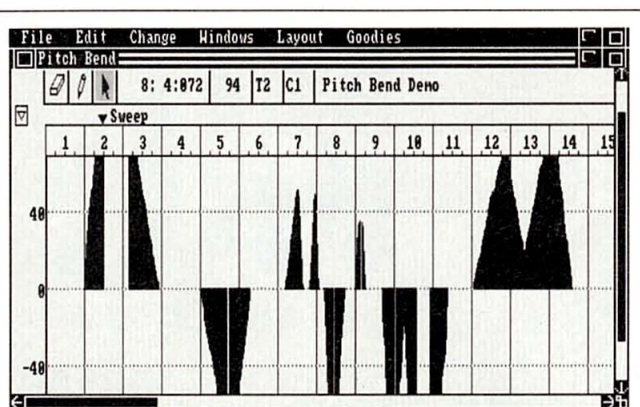 File Edit Change Windows Layout Goodies
Pitch Bend
8: 4:072 94 T2 C1 Pitch Bend Demo
▼Sweep
1 2 3 4 5 6 7 8 9 10 11 12 13 14 15
40
0
-40